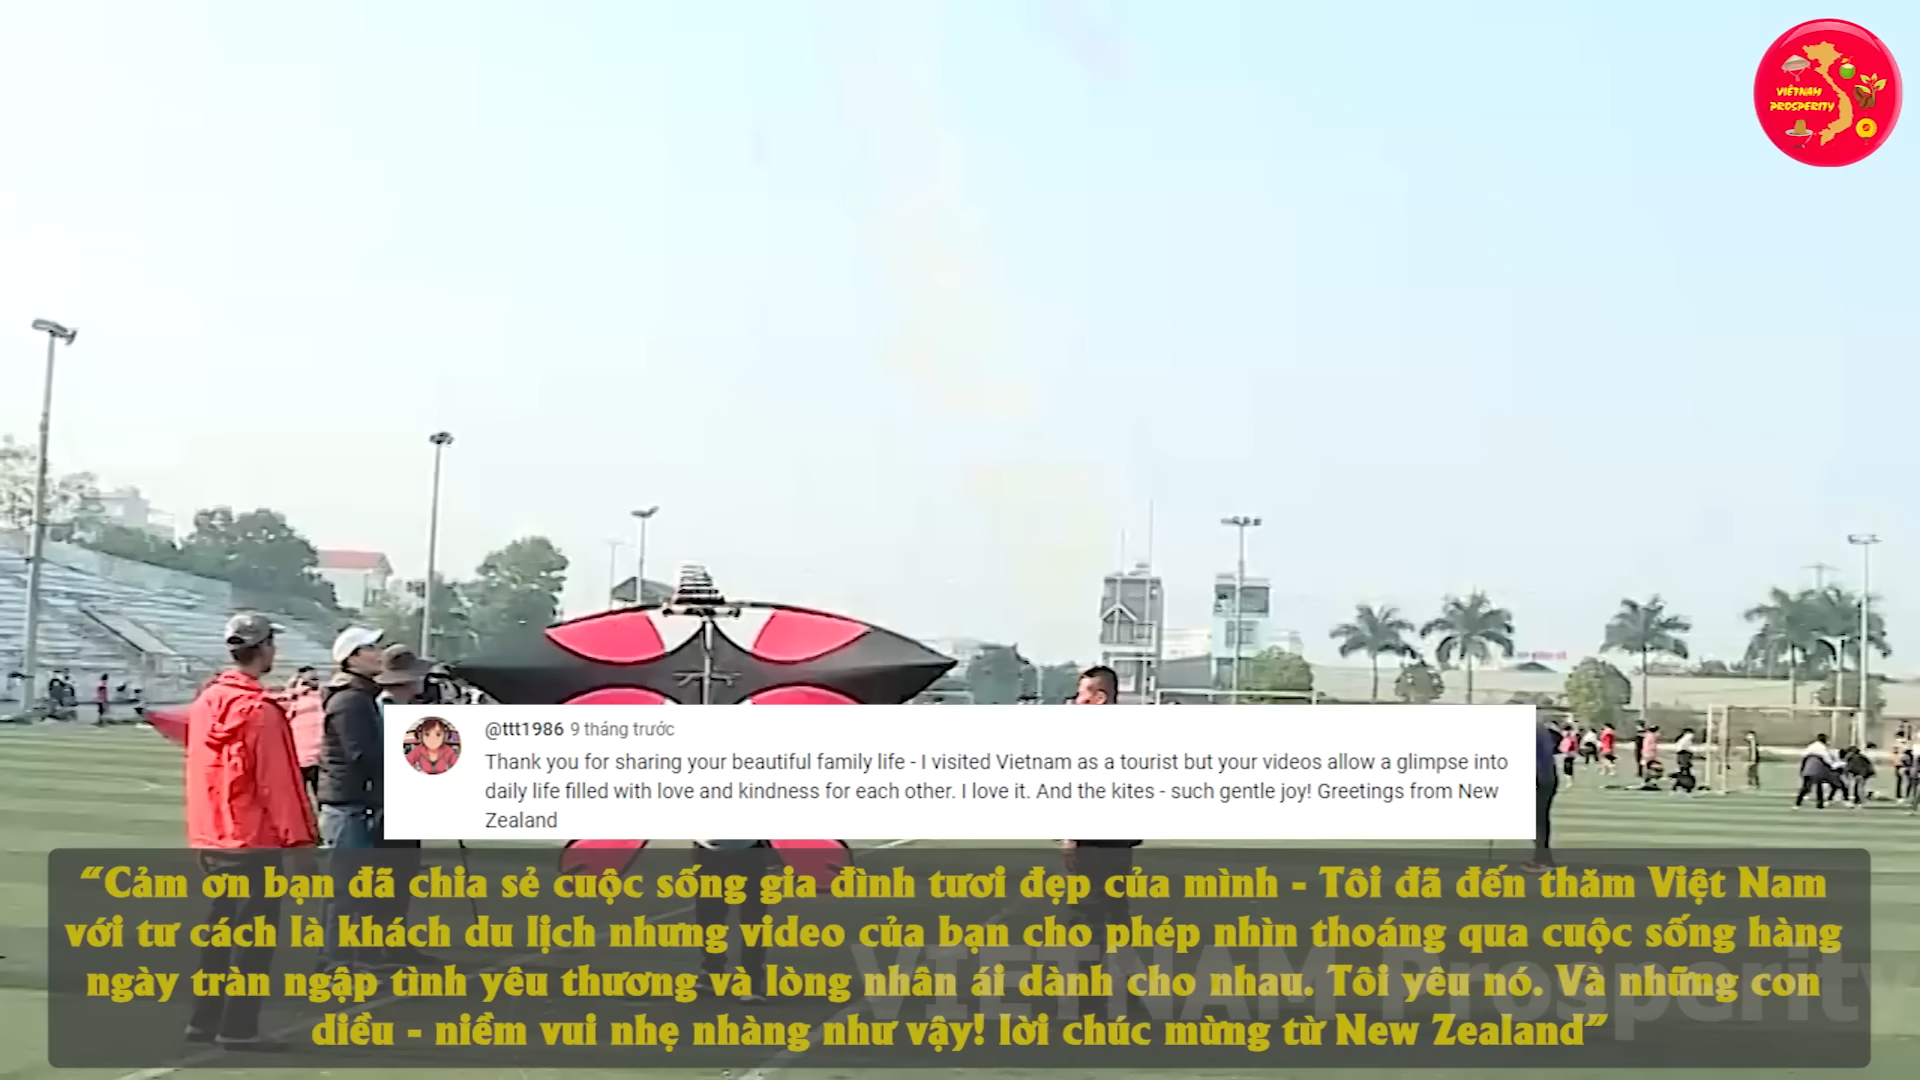 VIETNAM
PROSPERITY
@ttt1986 9 tháng trước
Thank you for sharing your beautiful family life - I visited Vietnam as a tourist but your videos allow a glimpse into
daily life filled with love and kindness for each other. I love it. And the kites - such gentle joy! Greetings from New
Zealand
“Cảm ơn bạn đã chia sẻ cuộc sống gia đình tươi đẹp của mình - Tôi đã đến thăm Việt Nam
với tư cách là khách du lịch nhưng video của bạn cho phép nhìn thoáng qua cuộc sống hàng
ngày tràn ngập tình yêu thương và lòng nhân ái dành cho nhau. Tôi yêu nó. Và những con
diều - niềm vui nhẹ nhàng như vậy! lời chúc mừng từ New Zealand”
VIETNAM Prosperity